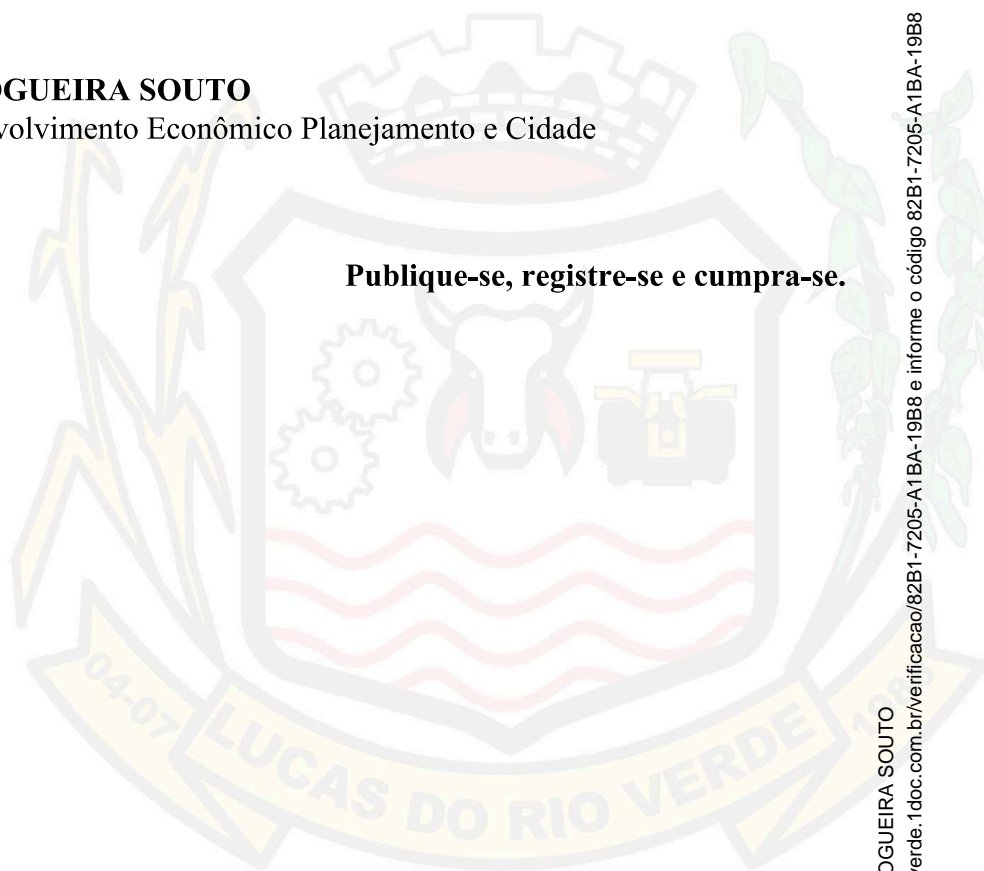 OGUEIRA SOUTO
volvimento Econômico Planejamento e Cidade
Publique-se, registre-se e cumpra-se.
04-07 LUCAS DO RIO VERDE 1988
OGUEIRA SOUTO
verde.1doc.com.br/verificacao/82B1-7205-A1BA-19B8 e informe o código 82B1-7205-A1BA-19B8